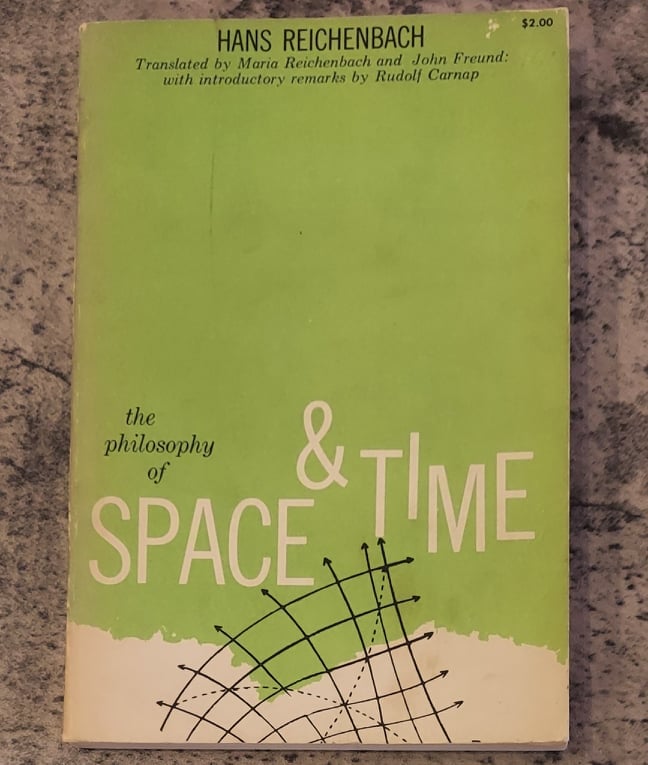 $2.00
HANS REICHENBACH
Translated by Maria Reichenbach and John Freund:
with introductory remarks by Rudolf Carnap
the
philosophy
of
SPACE
& TIME